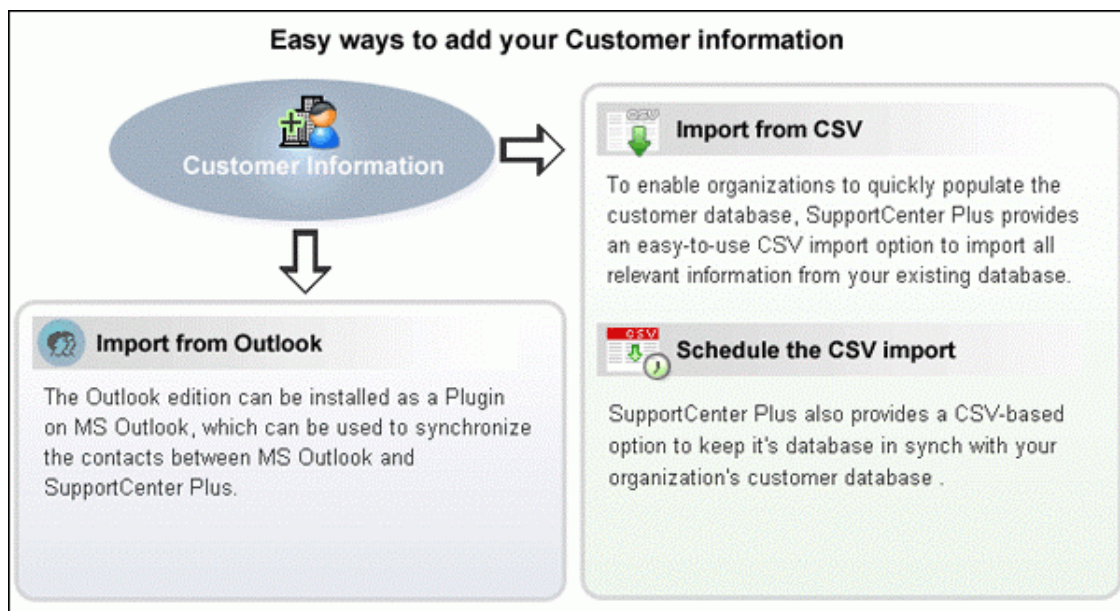 Easy ways to add your Customer information
Customer Information
Import from CSV
To enable organizations to quickly populate the
customer database, SupportCenter Plus provides
an easy-to-use CSV import option to import all
relevant information from your existing database.
Schedule the CSV import
SupportCenter Plus also provides a CSV-based
option to keep it's database in synch with your
organization's customer database .
Import from Outlook
The Outlook edition can be installed as a Plugin
on MS Outlook, which can be used to synchronize
the contacts between MS Outlook and
SupportCenter Plus.
CSV
CSV